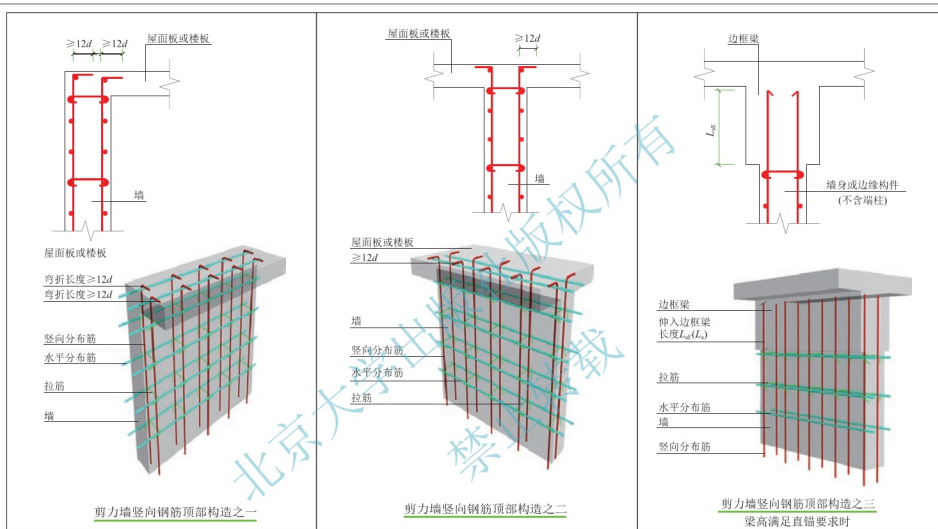 ≥12d ≥12d
屋面板或楼板
墙
屋面板或楼板
弯折长度≥12d
弯折长度≥12d
竖向分布筋
水平分布筋
拉筋
墙
剪力墙竖向钢筋顶部构造之一
≥12d
屋面板或楼板
墙
屋面板或楼板
≥12d
墙
竖向分布筋
水平分布筋
拉筋
剪力墙竖向钢筋顶部构造之二
边框梁
LaE
墙身或边缘构件
(不含端柱)
边框梁
伸入边框梁
长度LaE(La)
拉筋
水平分布筋
墙
竖向分布筋
剪力墙竖向钢筋顶部构造之三
梁高满足直锚要求时
北京大学出版社版权所有
禁止转载